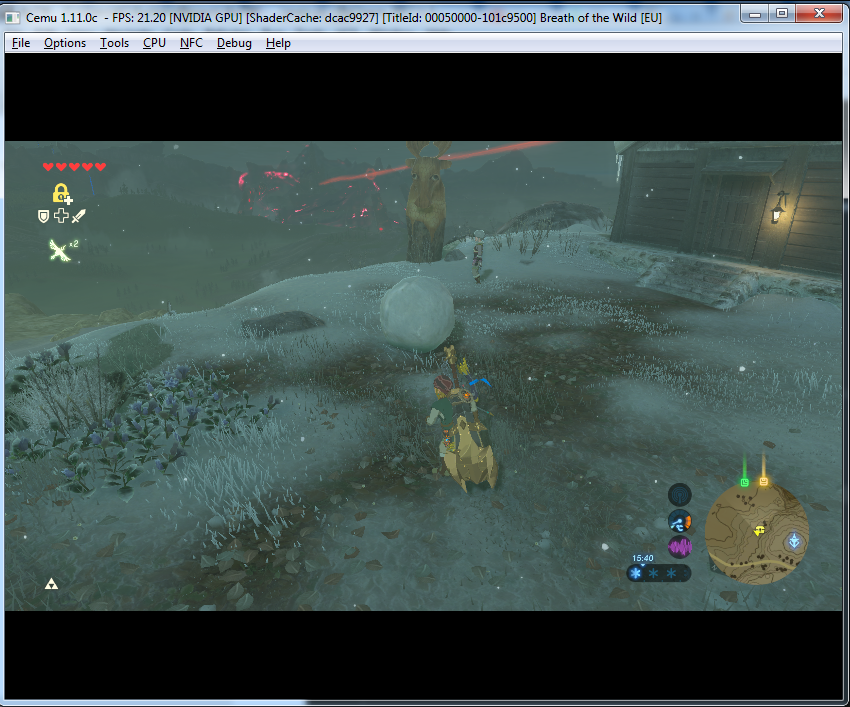 Cemu 1.11.0c - FPS: 21.20 [NVIDIA GPU] [ShaderCache: dcac9927] [TitleId: 00050000-101c9500] Breath of the Wild [EU]
File Options Tools CPU NFC Debug Help
x2
15:40